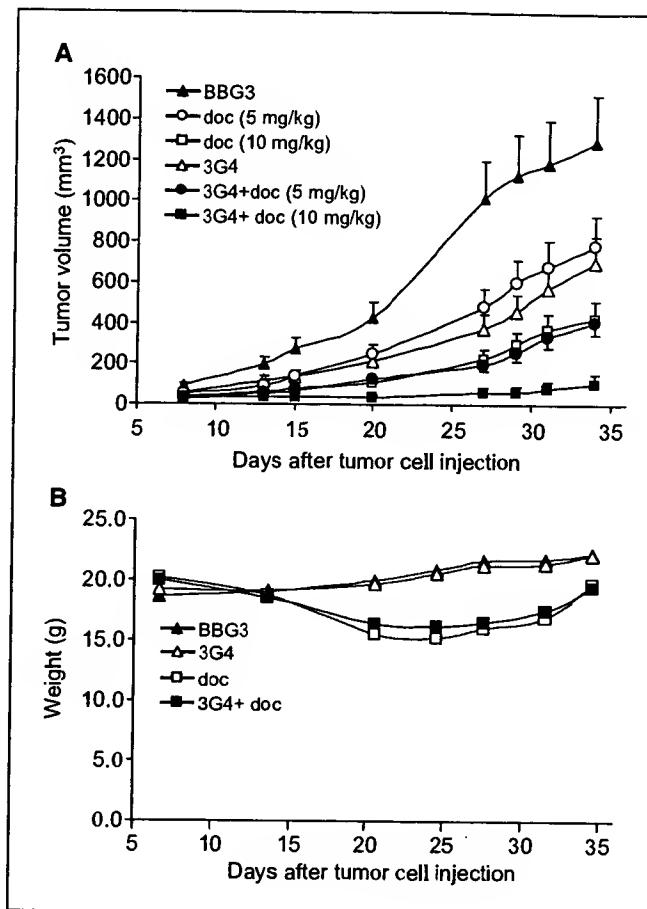 A
1600
1400
1200
1000
800
600
400
200
0
Tumor volume (mm³)
BBG3
doc (5 mg/kg)
doc (10 mg/kg)
3G4
3G4+doc (5 mg/kg)
3G4+ doc (10 mg/kg)
5 10 15 20 25 30 35
Days after tumor cell injection
B
25.0
20.0
15.0
10.0
5.0
0.0
Weight (g)
BBG3
3G4
doc
3G4+ doc
5 10 15 20 25 30 35
Days after tumor cell injection